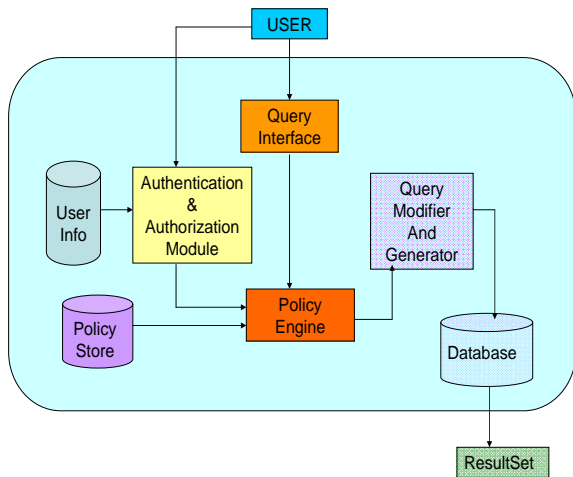 USER
Query
Interface
Authentication
&
Authorization
Module
User
Info
Query
Modifier
And
Generator
Policy
Engine
Policy
Store
Database
ResultSet